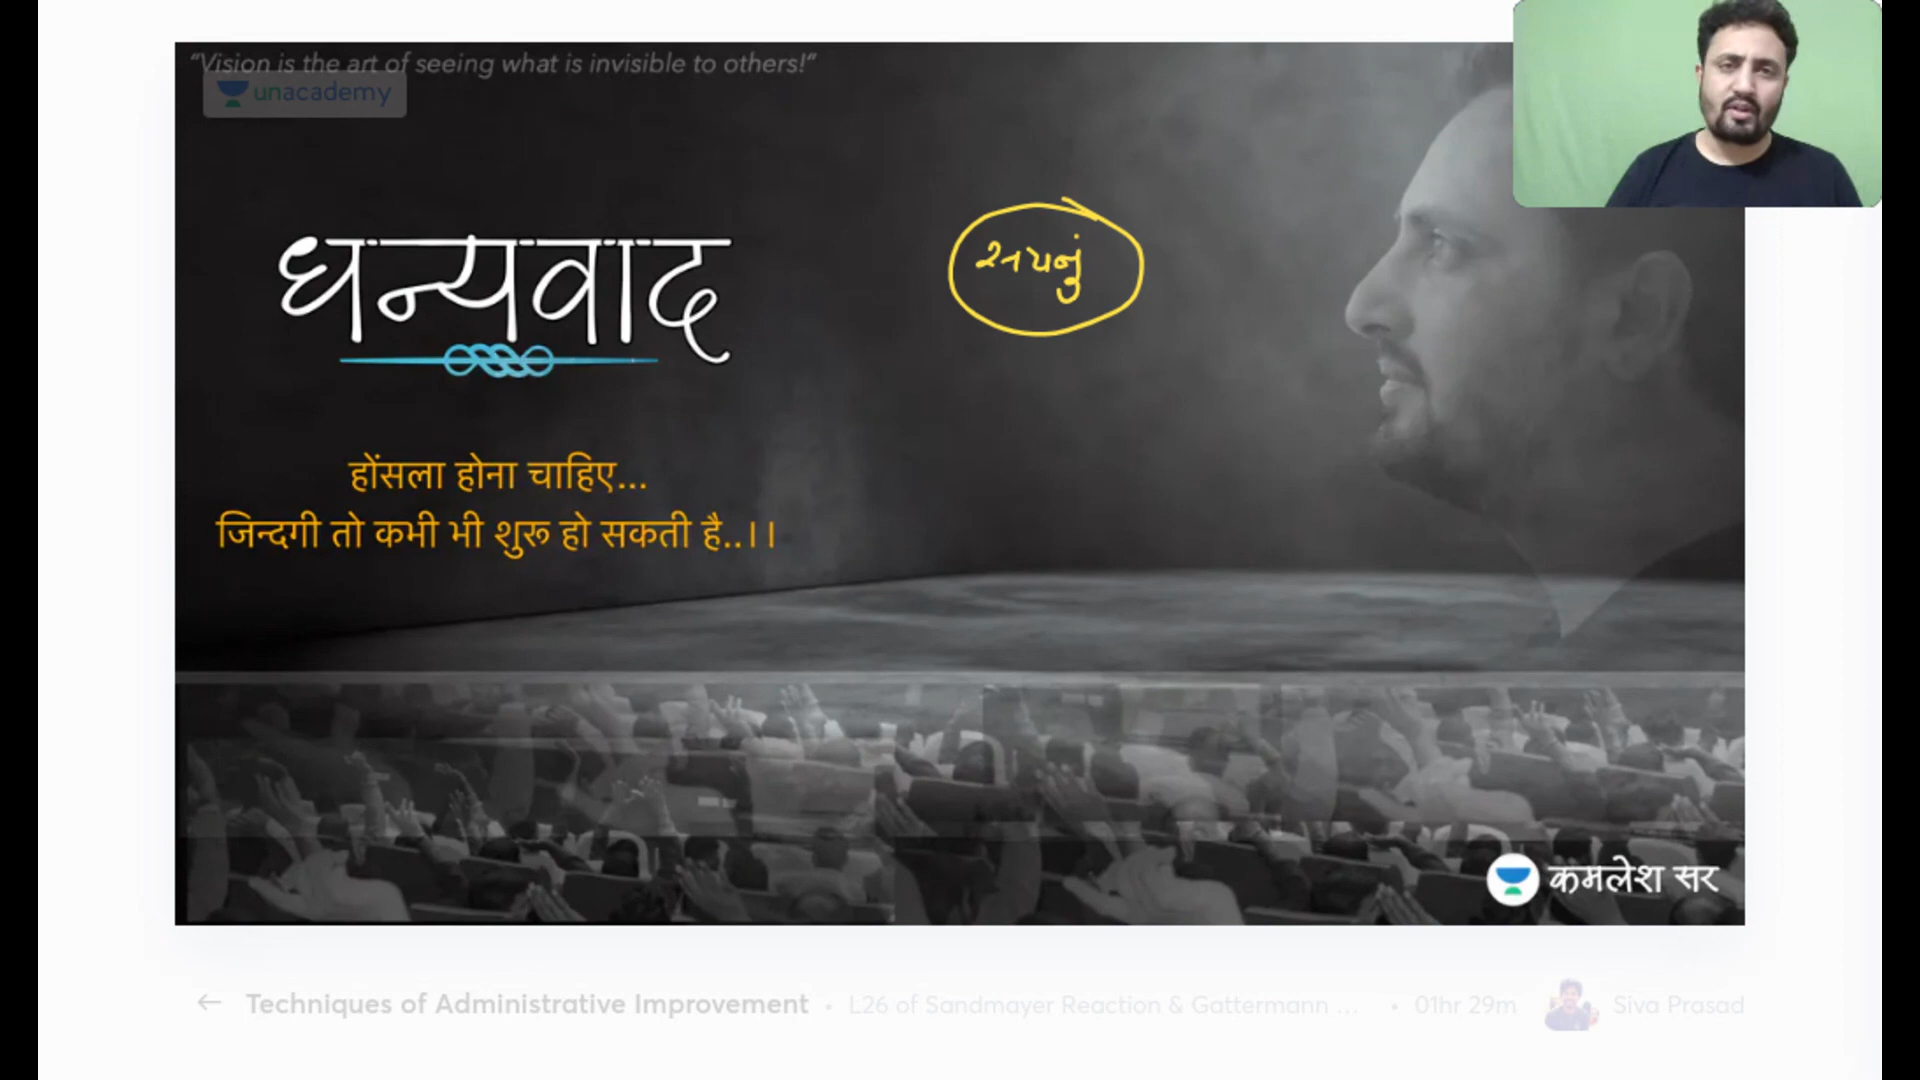 “Vision is the art of seeing what is invisible to others!”
unacademy
धन्यवाद
સપનું
होंसला होना चाहिए...
जिन्दगी तो कभी भी शुरू हो सकती है..।।
कमलेश सर
← Techniques of Administrative Improvement • L26 of Sandmayer Reaction & Gattermann ... • 01hr 29m Siva Prasad